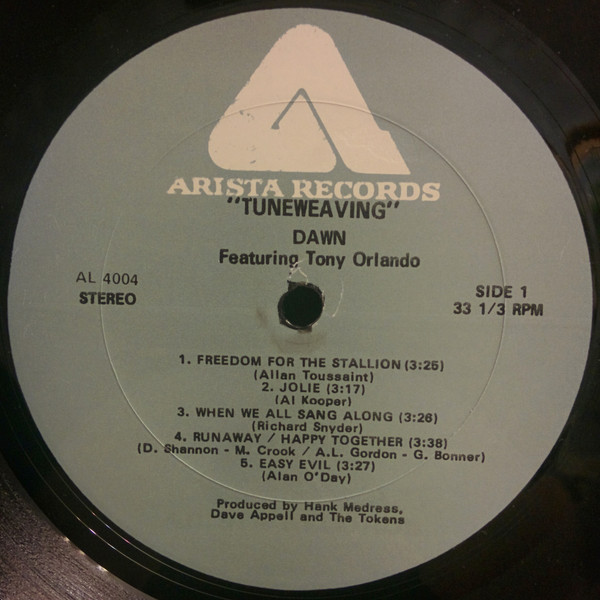 ARISTA RECORDS
"TUNEWEAVING"
DAWN
Featuring Tony Orlando
AL 4004
STEREO
SIDE 1
33 1/3 RPM
1. FREEDOM FOR THE STALLION (3:25)
(Allan Toussaint)
2. JOLIE (3:17)
(Al Kooper)
3. WHEN WE ALL SANG ALONG (3:26)
(Richard Snyder)
4. RUNAWAY / HAPPY TOGETHER (3:38)
(D. Shannon - M. Crook / A.L. Gordon - G. Bonner)
5. EASY EVIL (3:27)
(Alan O'Day)
Produced by Hank Medress,
Dave Appell and The Tokens